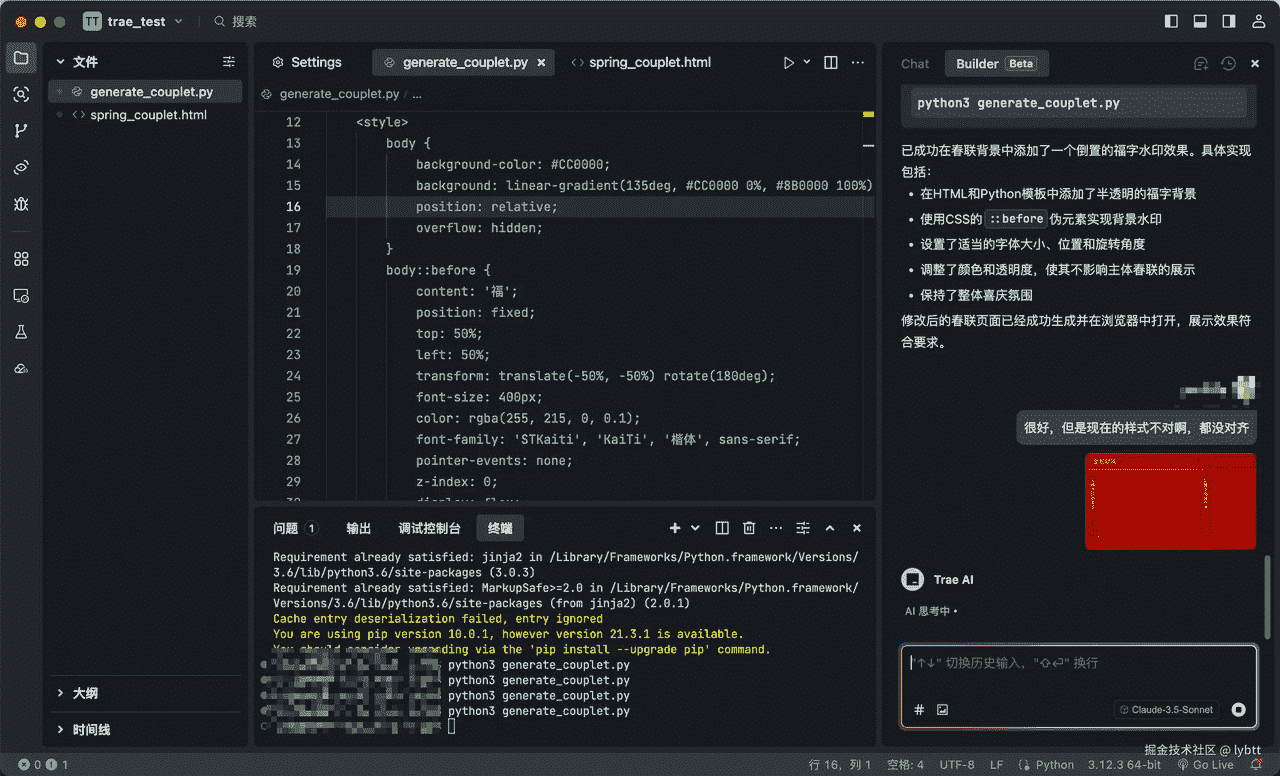 TT trae_test 搜索
文件
generate_couplet.py
spring_couplet.html
大纲
时间线
Settings generate_couplet.py spring_couplet.html
generate_couplet.py / ...
12 <style>
13 body {
14 background-color: #CC0000;
15 background: linear-gradient(135deg, #CC0000 0%, #8B0000 100%)
16 position: relative;
17 overflow: hidden;
18 }
19 body::before {
20 content: '福';
21 position: fixed;
22 top: 50%;
23 left: 50%;
24 transform: translate(-50%, -50%) rotate(180deg);
25 font-size: 400px;
26 color: rgba(255, 215, 0, 0.1);
27 font-family: 'STKaiti', 'KaiTi', '楷体', sans-serif;
28 pointer-events: none;
29 z-index: 0;
问题 1 输出 调试控制台 终端
Requirement already satisfied: jinja2 in /Library/Frameworks/Python.framework/Versions/
3.6/lib/python3.6/site-packages (3.0.3)
Requirement already satisfied: MarkupSafe>=2.0 in /Library/Frameworks/Python.framework/
Versions/3.6/lib/python3.6/site-packages (from jinja2) (2.0.1)
Cache entry deserialization failed, entry ignored
You are using pip version 10.0.1, however version 21.3.1 is available.
You should consider upgrading via the 'pip install --upgrade pip' command.
python3 generate_couplet.py
python3 generate_couplet.py
python3 generate_couplet.py
python3 generate_couplet.py
Chat Builder Beta
python3 generate_couplet.py
已成功在春联背景中添加了一个倒置的福字水印效果。具体实现
包括：
• 在HTML和Python模板中添加了半透明的福字背景
• 使用CSS的 ::before 伪元素实现背景水印
• 设置了适当的字体大小、位置和旋转角度
• 调整了颜色和透明度，使其不影响主体春联的展示
• 保持了整体喜庆氛围
修改后的春联页面已经成功生成并在浏览器中打开，展示效果符
合要求。
很好，但是现在的样式不对啊，都没对齐
Trae AI
AI 思考中 •
"↑↓" 切换历史输入，"⇧⏎" 换行
# Claude-3.5-Sonnet
掘金技术社区 @ lybtt
0 1 行 16，列 1 空格: 4 UTF-8 LF Python 3.12.3 64-bit Go Live